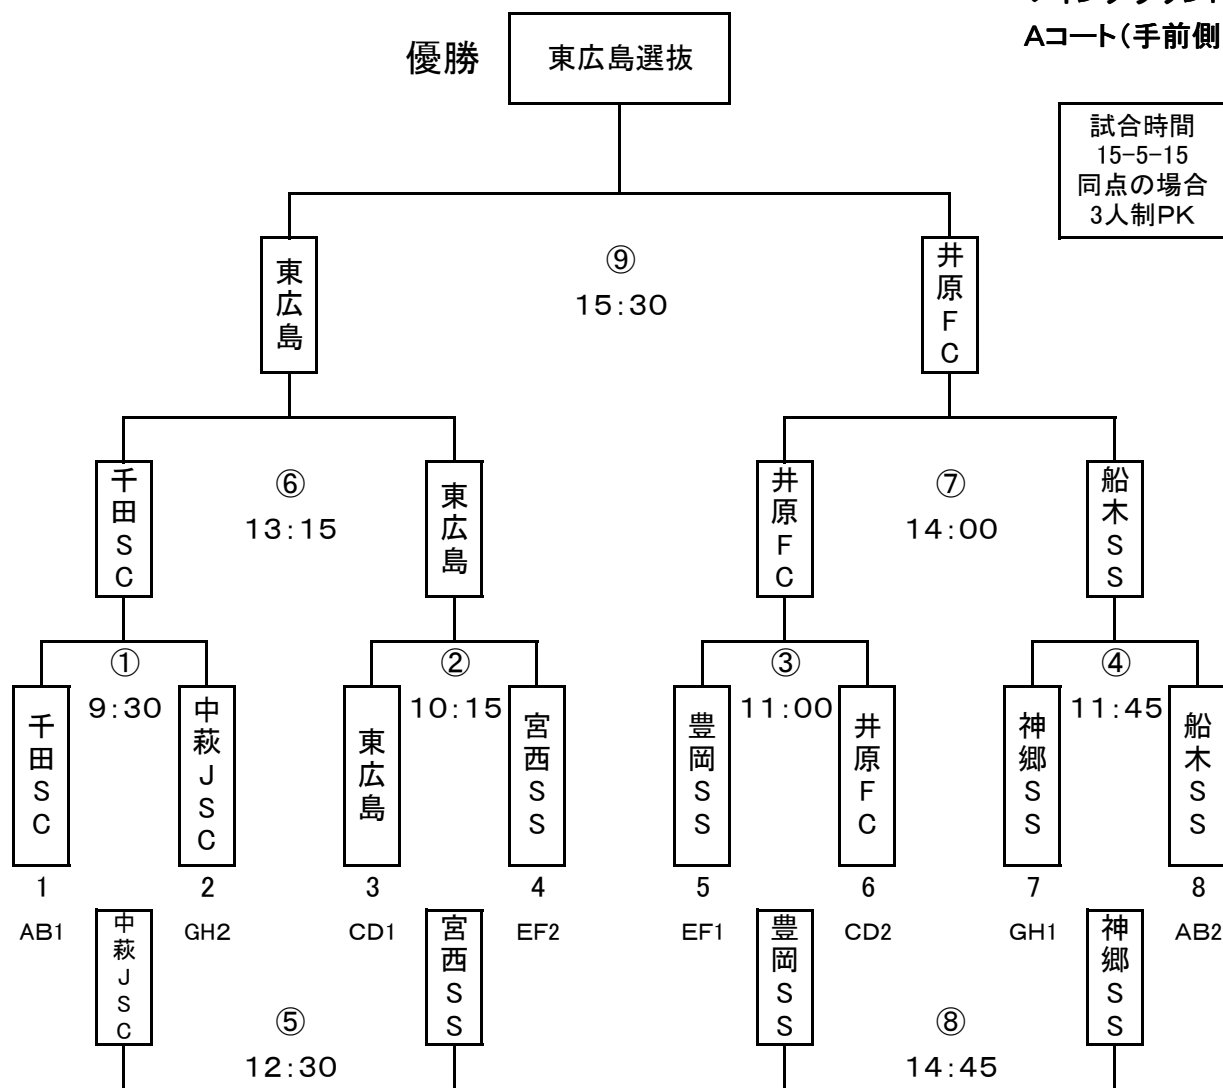 Aコート(手前側
優勝
東広島選抜
試合時間
15-5-15
同点の場合
3人制PK
東広島
⑨
15:30
井原FC
千田SC
⑥
13:15
東広島
井原FC
⑦
14:00
船木SS
①
9:30
②
10:15
③
11:00
④
11:45
千田SC
中萩JSC
東広島
宮西SS
豊岡SS
井原FC
神郷SS
船木SS
1
2
3
4
5
6
7
8
AB1
GH2
CD1
EF2
EF1
CD2
GH1
AB2
中萩JSC
宮西SS
豊岡SS
神郷SS
⑤
12:30
⑧
14:45